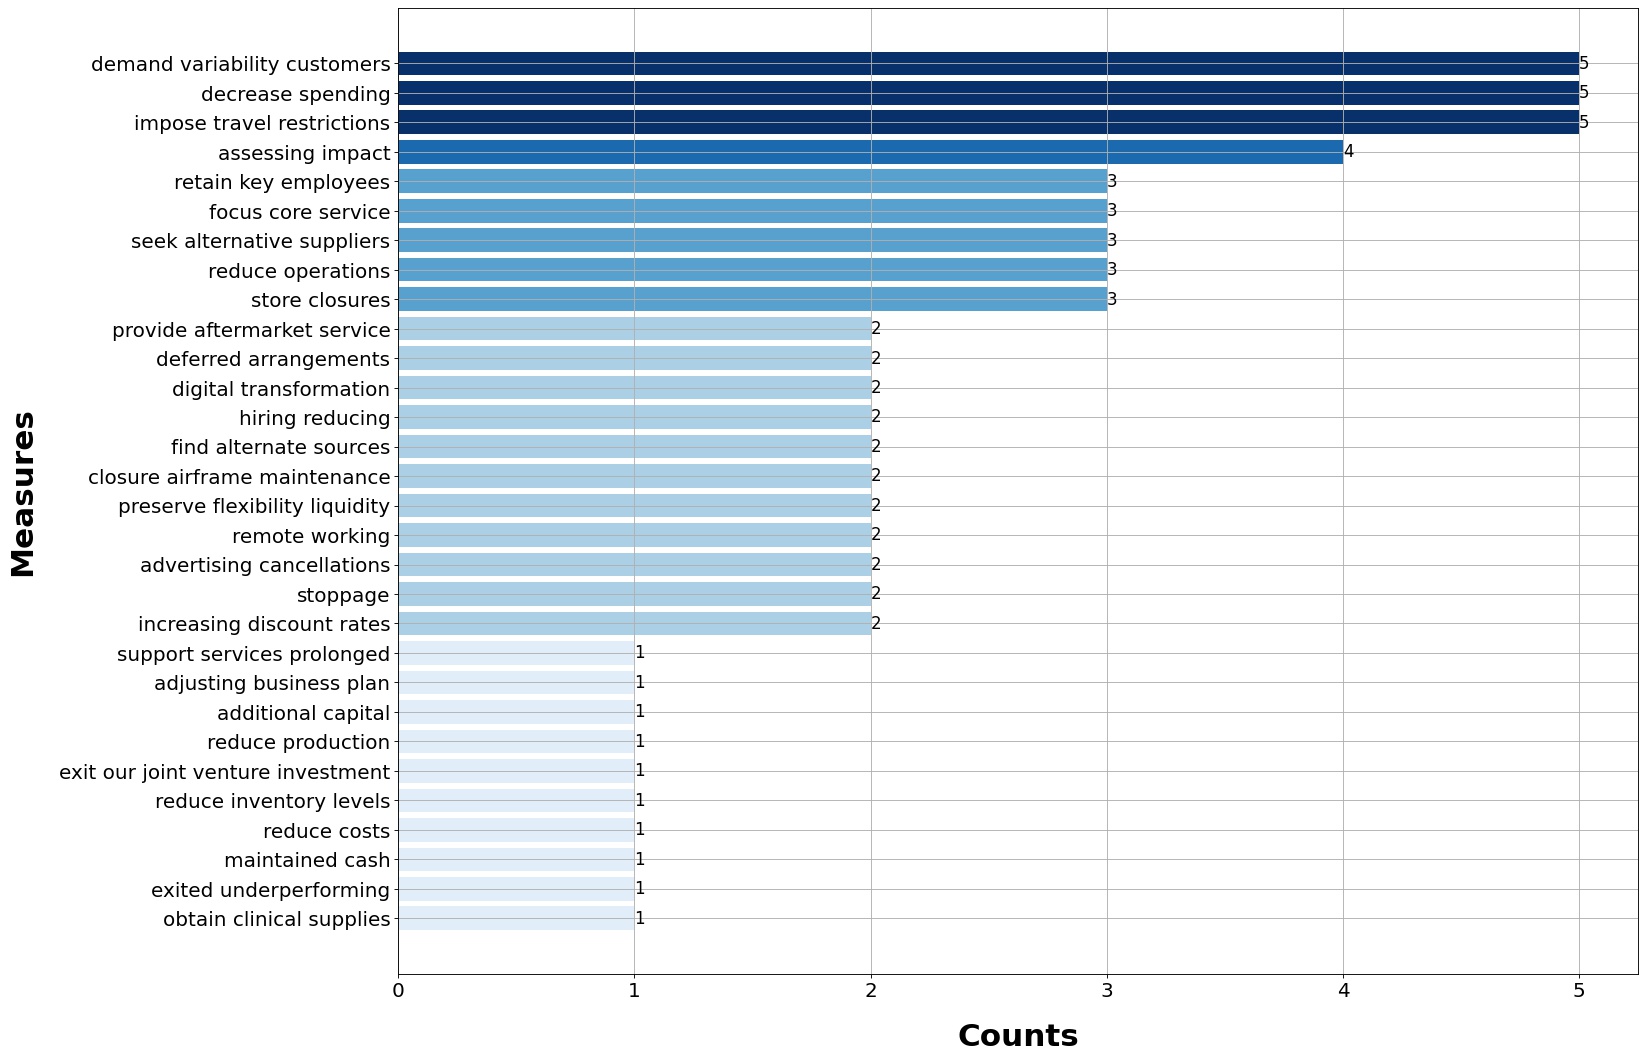 demand variability customers 5
decrease spending 5
impose travel restrictions 5
assessing impact 4
retain key employees 3
focus core service 3
seek alternative suppliers 3
reduce operations 3
store closures 3
provide aftermarket service 2
deferred arrangements 2
digital transformation 2
hiring reducing 2
find alternate sources 2
closure airframe maintenance 2
preserve flexibility liquidity 2
remote working 2
advertising cancellations 2
stoppage 2
increasing discount rates 2
support services prolonged 1
adjusting business plan 1
additional capital 1
reduce production 1
exit our joint venture investment 1
reduce inventory levels 1
reduce costs 1
maintained cash 1
exited underperforming 1
obtain clinical supplies 1
0 1 2 3 4 5
Counts
Measures